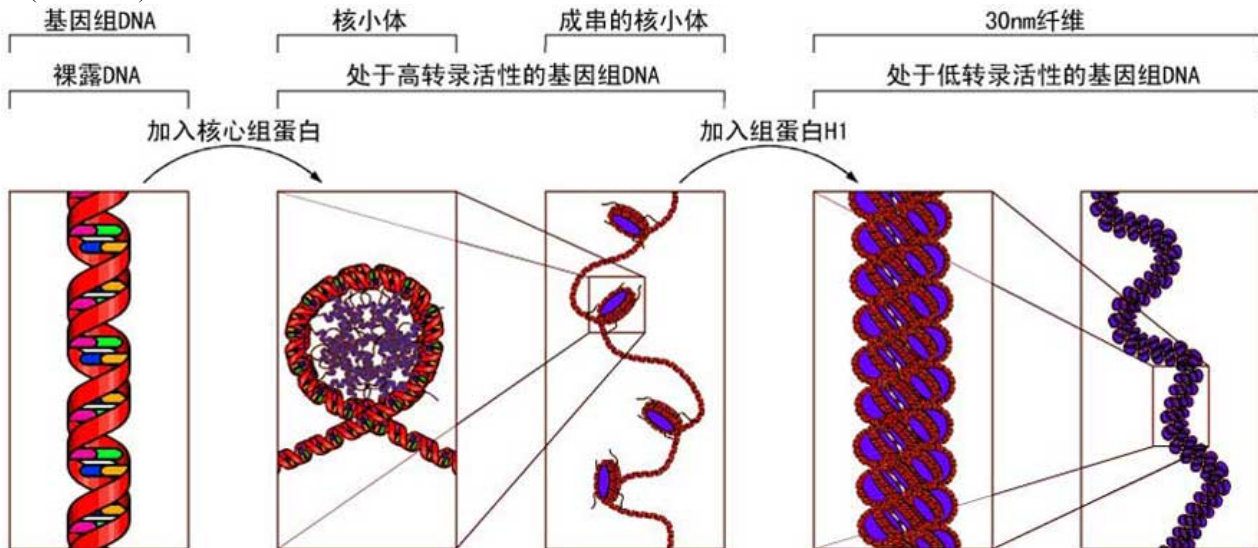 基因组DNA
核小体
成串的核小体
30nm纤维
裸露DNA
处于高转录活性的基因组DNA
处于低转录活性的基因组DNA
加入核心组蛋白
加入组蛋白H1